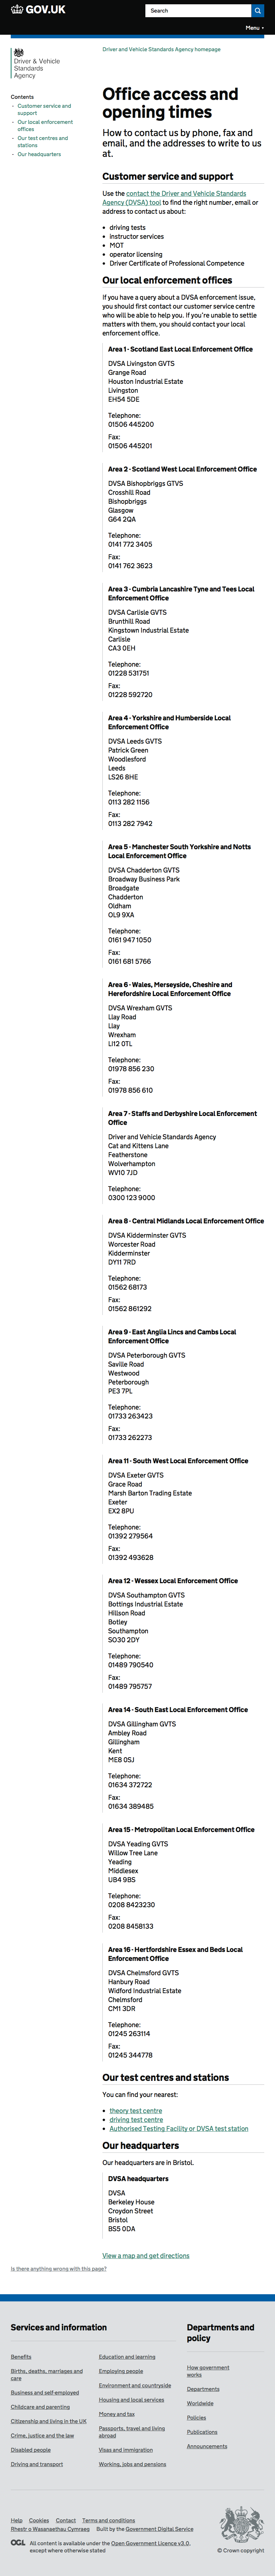 GOV.UK
Search
Menu
Driver & Vehicle
Standards
Agency
Driver and Vehicle Standards Agency homepage
Contents
Customer service and
support
Our local enforcement
offices
Our test centres and
stations
Our headquarters
Office access and
opening times
How to contact us by phone, fax and
email, and the addresses to write to us
at.
Customer service and support
Use the contact the Driver and Vehicle Standards
Agency (DVSA) tool to find the right number, email or
address to contact us about:
driving tests
instructor services
MOT
operator licensing
Driver Certificate of Professional Competence
Our local enforcement offices
If you have a query about a DVSA enforcement issue,
you should first contact our customer service centre
who will be able to help you. If you're unable to settle
matters with them, you should contact your local
enforcement office.
Area 1 - Scotland East Local Enforcement Office
DVSA Livingston GVTS
Grange Road
Houston Industrial Estate
Livingston
EH54 5DE
Telephone:
01506 445200
Fax:
01506 445201
Area 2 - Scotland West Local Enforcement Office
DVSA Bishopbriggs GTVS
Crosshill Road
Bishopbriggs
Glasgow
G64 2QA
Telephone:
0141 772 3405
Fax:
0141 762 3623
Area 3 - Cumbria Lancashire Tyne and Tees Local
Enforcement Office
DVSA Carlisle GVTS
Brunthill Road
Kingstown Industrial Estate
Carlisle
CA3 0EH
Telephone:
01228 531751
Fax:
01228 592720
Area 4 - Yorkshire and Humberside Local
Enforcement Office
DVSA Leeds GVTS
Patrick Green
Woodlesford
Leeds
LS26 8HE
Telephone:
0113 282 1156
Fax:
0113 282 7942
Area 5 - Manchester South Yorkshire and Notts
Local Enforcement Office
DVSA Chadderton GVTS
Broadway Business Park
Broadgate
Chadderton
Oldham
OL9 9XA
Telephone:
0161 947 1050
Fax:
0161 681 5766
Area 6 - Wales, Merseyside, Cheshire and
Herefordshire Local Enforcement Office
DVSA Wrexham GVTS
Llay Road
Llay
Wrexham
Ll12 0TL
Telephone:
01978 856 230
Fax:
01978 856 610
Area 7 - Staffs and Derbyshire Local Enforcement
Office
Driver and Vehicle Standards Agency
Cat and Kittens Lane
Featherstone
Wolverhampton
WV10 7JD
Telephone:
0300 123 9000
Area 8 - Central Midlands Local Enforcement Office
DVSA Kidderminster GVTS
Worcester Road
Kidderminster
DY11 7RD
Telephone:
01562 68173
Fax:
01562 861292
Area 9 - East Anglia Lincs and Cambs Local
Enforcement Office
DVSA Peterborough GVTS
Saville Road
Westwood
Peterborough
PE3 7PL
Telephone:
01733 263423
Fax:
01733 262273
Area 11 - South West Local Enforcement Office
DVSA Exeter GVTS
Grace Road
Marsh Barton Trading Estate
Exeter
EX2 8PU
Telephone:
01392 279564
Fax:
01392 493628
Area 12 - Wessex Local Enforcement Office
DVSA Southampton GVTS
Bottings Industrial Estate
Hillson Road
Botley
Southampton
SO30 2DY
Telephone:
01489 790540
Fax:
01489 795757
Area 14 - South East Local Enforcement Office
DVSA Gillingham GVTS
Ambley Road
Gillingham
Kent
ME8 0SJ
Telephone:
01634 372722
Fax:
01634 389485
Area 15 - Metropolitan Local Enforcement Office
DVSA Yeading GVTS
Willow Tree Lane
Yeading
Middlesex
UB4 9BS
Telephone:
0208 8423230
Fax:
0208 8458133
Area 16 - Hertfordshire Essex and Beds Local
Enforcement Office
DVSA Chelmsford GVTS
Hanbury Road
Widford Industrial Estate
Chelmsford
CM1 3DR
Telephone:
01245 263114
Fax:
01245 344778
Our test centres and stations
You can find your nearest:
theory test centre
driving test centre
Authorised Testing Facility or DVSA test station
Our headquarters
Our headquarters are in Bristol.
DVSA headquarters
DVSA
Berkeley House
Croydon Street
Bristol
BS5 0DA
View a map and get directions
Is there anything wrong with this page?
Services and information
Benefits
Births, deaths, marriages and
care
Business and self-employed
Childcare and parenting
Citizenship and living in the UK
Crime, justice and the law
Disabled people
Driving and transport
Education and learning
Employing people
Environment and countryside
Housing and local services
Money and tax
Passports, travel and living
abroad
Visas and immigration
Working, jobs and pensions
Departments and
policy
How government
works
Departments
Worldwide
Policies
Publications
Announcements
Help Cookies Contact Terms and conditions
Rhestr o Wasanaethau Cymraeg Built by the Government Digital Service
OGL All content is available under the Open Government Licence v3.0,
except where otherwise stated
© Crown copyright